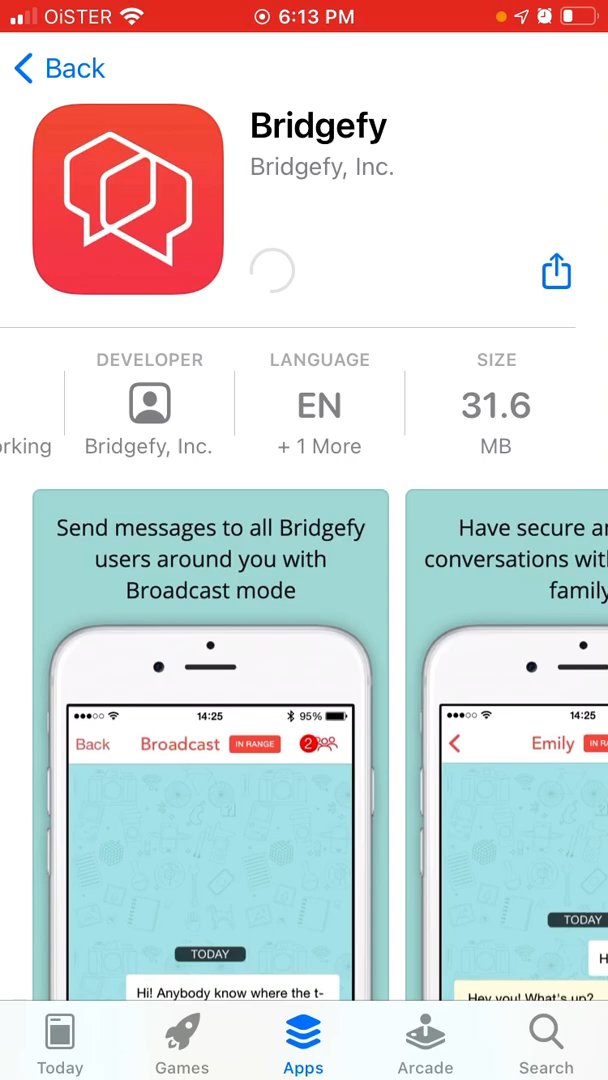 OiSTER 6:13 PM
Back
Bridgefy
Bridgefy, Inc.
DEVELOPER LANGUAGE SIZE
EN 31.6
rking Bridgefy, Inc. + 1 More MB
Send messages to all Bridgefy
users around you with
Broadcast mode
14:25 95%
Back Broadcast IN RANGE 2
TODAY
Hi! Anybody know where the t-
Have secure
conversations
family
14:25
Emily IN
TODAY
H
Hey you! What's up?
Today Games Apps Arcade Search